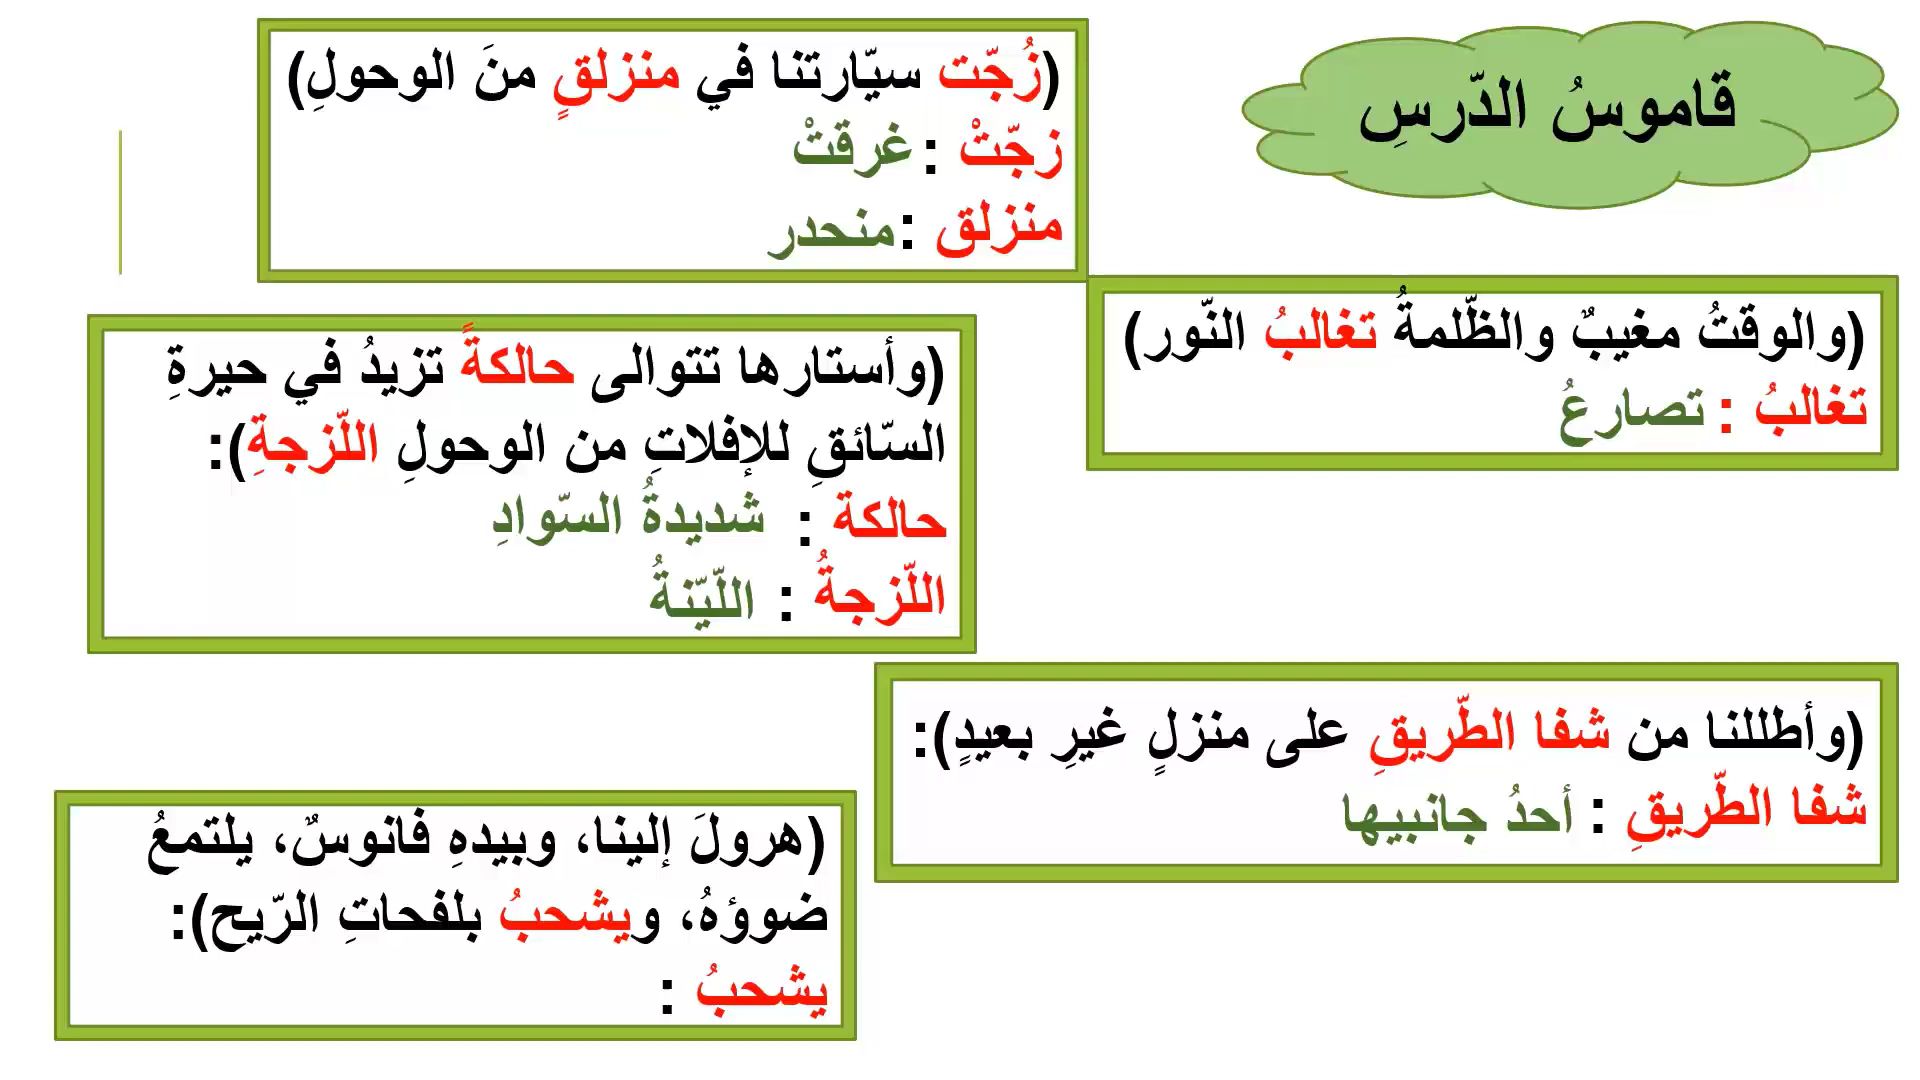 قاموسُ الدّرسِ
(زُجّت سيّارتنا في منزلقٍ منَ الوحولِ)
زجّتْ : غرقتْ
منزلق : منحدر
(والوقتُ مغيبٌ والظّلمةُ تغالبُ النّور)
تغالبُ : تصارعُ
(وأستارها تتوالى حالكةً تزيدُ في حيرةِ
السّائقِ للإفلاتِ من الوحولِ اللّزجةِ):
حالكة : شديدةُ السّوادِ
اللّزجةُ : اللّيّنةُ
(وأطللنا من شفا الطّريقِ على منزلٍ غيرِ بعيدٍ):
شفا الطّريقِ : أحدُ جانبيها
(هرولَ إلينا، وبيدهِ فانوسٌ، يلتمعُ
ضوؤهُ، ويشحبُ بلفحاتِ الرّيح):
يشحبُ :